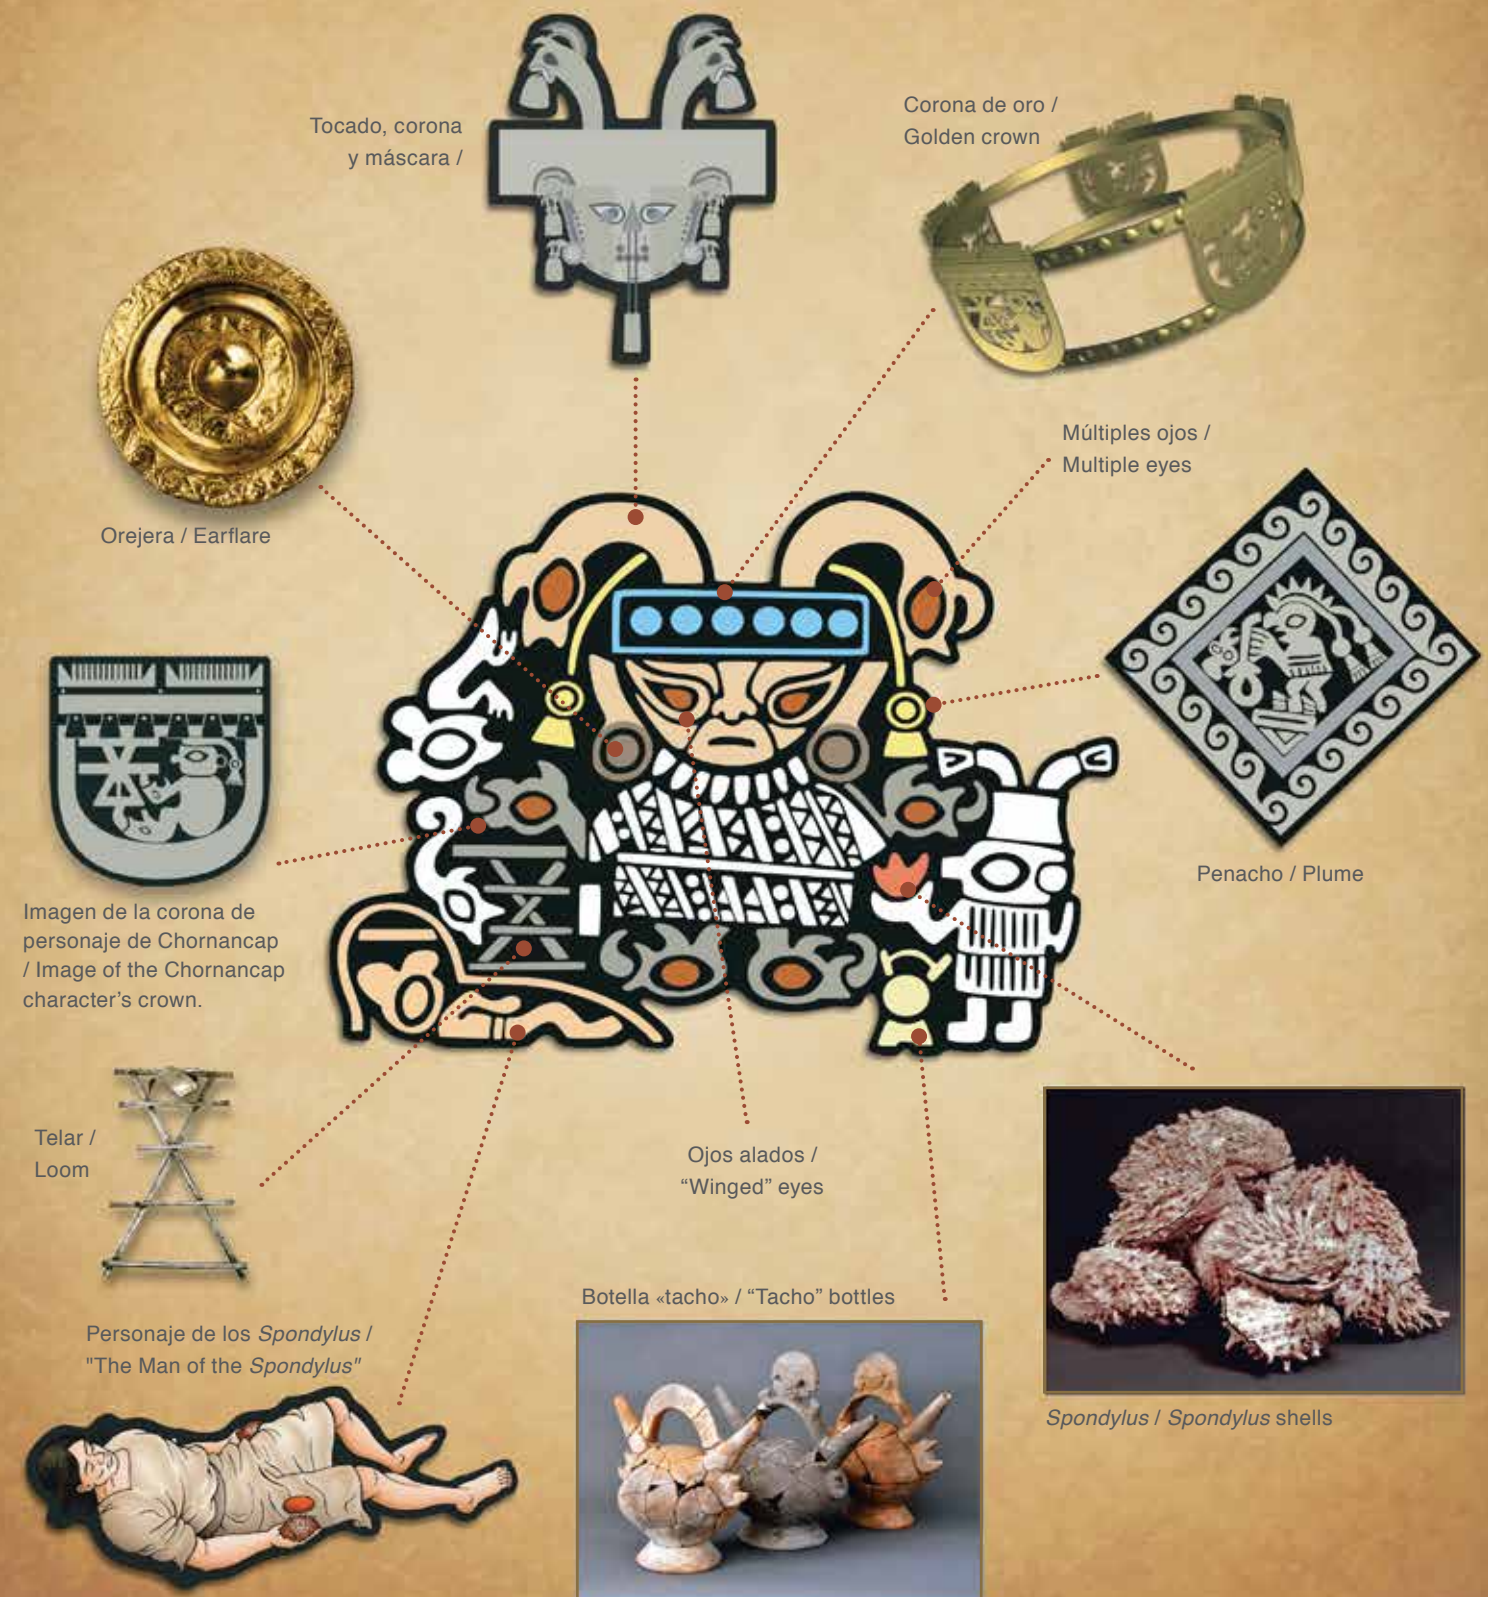 Tocado, corona
y máscara /
Corona de oro /
Golden crown
Múltiples ojos /
Multiple eyes
Orejera / Earflare
Penacho / Plume
Imagen de la corona de
personaje de Chornancap
/ Image of the Chornancap
character's crown.
Telar /
Loom
Ojos alados /
“Winged” eyes
Botella «tacho» / “Tacho” bottles
Personaje de los Spondylus /
"The Man of the Spondylus"
Spondylus / Spondylus shells